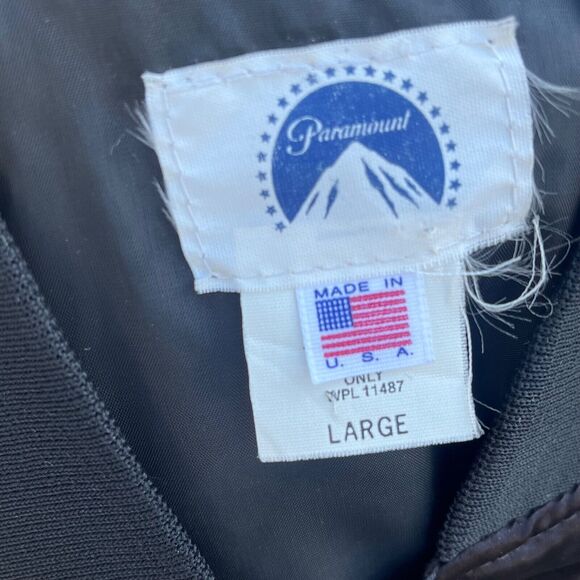 Paramount
MADE IN
U. S. A.
ONLY
WPL 11487
LARGE